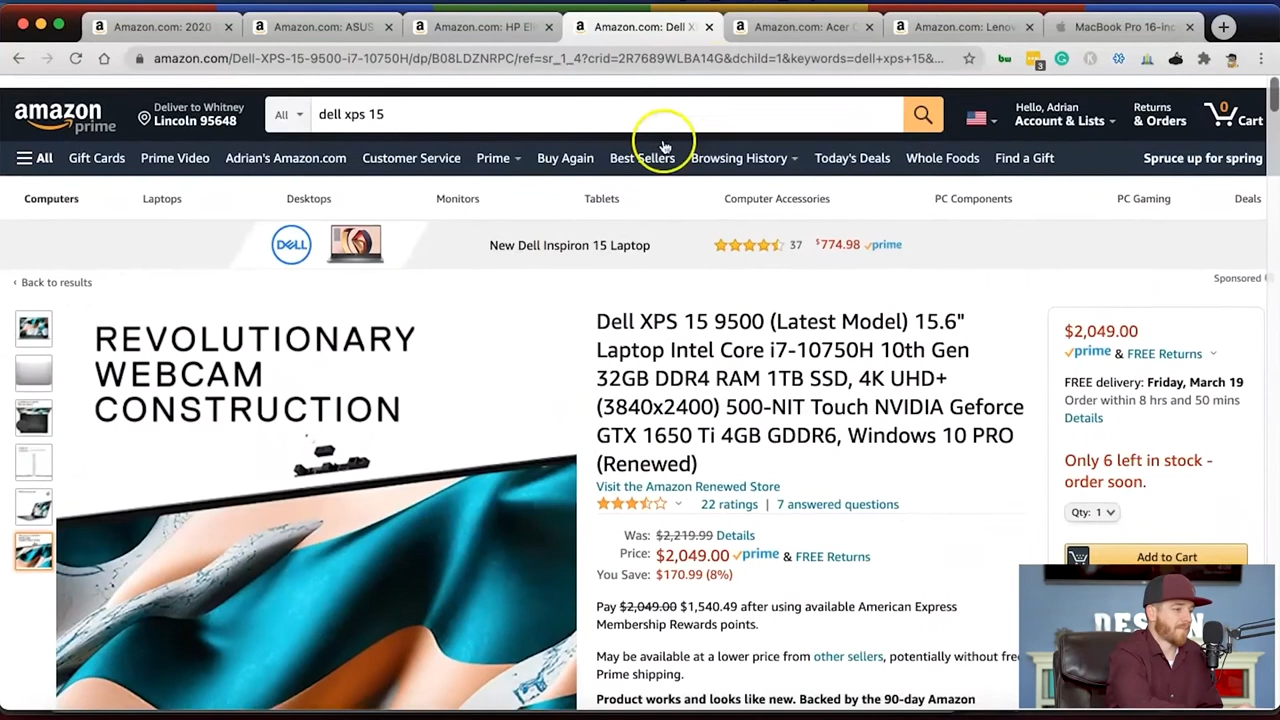 Amazon.com: 2020
Amazon.com: ASUS
Amazon.com: HP El
Amazon.com: Dell X
Amazon.com: Acer
Amazon.com: Lenov
MacBook Pro 16-inc
amazon.com/Dell-XPS-15-9500-i7-10750H/dp/B08LDZNRPC/ref=sr_1_4?crid=2R7689WLBA14G&dchild=1&keywords=dell+xps+15&...
bw
3
amazon
prime
Deliver to Whitney
Lincoln 95648
All
dell xps 15
Hello, Adrian
Account & Lists
Returns
& Orders
0
Cart
All
Gift Cards
Prime Video
Adrian's Amazon.com
Customer Service
Prime
Buy Again
Best Sellers
Browsing History
Today's Deals
Whole Foods
Find a Gift
Spruce up for spring
Computers
Laptops
Desktops
Monitors
Tablets
Computer Accessories
PC Components
PC Gaming
Deals
DELL
New Dell Inspiron 15 Laptop
37
$774.98 prime
‹ Back to results
Sponsored
REVOLUTIONARY
WEBCAM
CONSTRUCTION
Dell XPS 15 9500 (Latest Model) 15.6"
Laptop Intel Core i7-10750H 10th Gen
32GB DDR4 RAM 1TB SSD, 4K UHD+
(3840x2400) 500-NIT Touch NVIDIA Geforce
GTX 1650 Ti 4GB GDDR6, Windows 10 PRO
(Renewed)
Visit the Amazon Renewed Store
22 ratings | 7 answered questions
Was: $2,219.99 Details
Price: $2,049.00 prime & FREE Returns
You Save: $170.99 (8%)
Pay $2,049.00 $1,540.49 after using available American Express
Membership Rewards points.
May be available at a lower price from other sellers, potentially without free
Prime shipping.
Product works and looks like new. Backed by the 90-day Amazon
$2,049.00
prime & FREE Returns
FREE delivery: Friday, March 19
Order within 8 hrs and 50 mins
Details
Only 6 left in stock -
order soon.
Qty: 1
Add to Cart
DESIGN